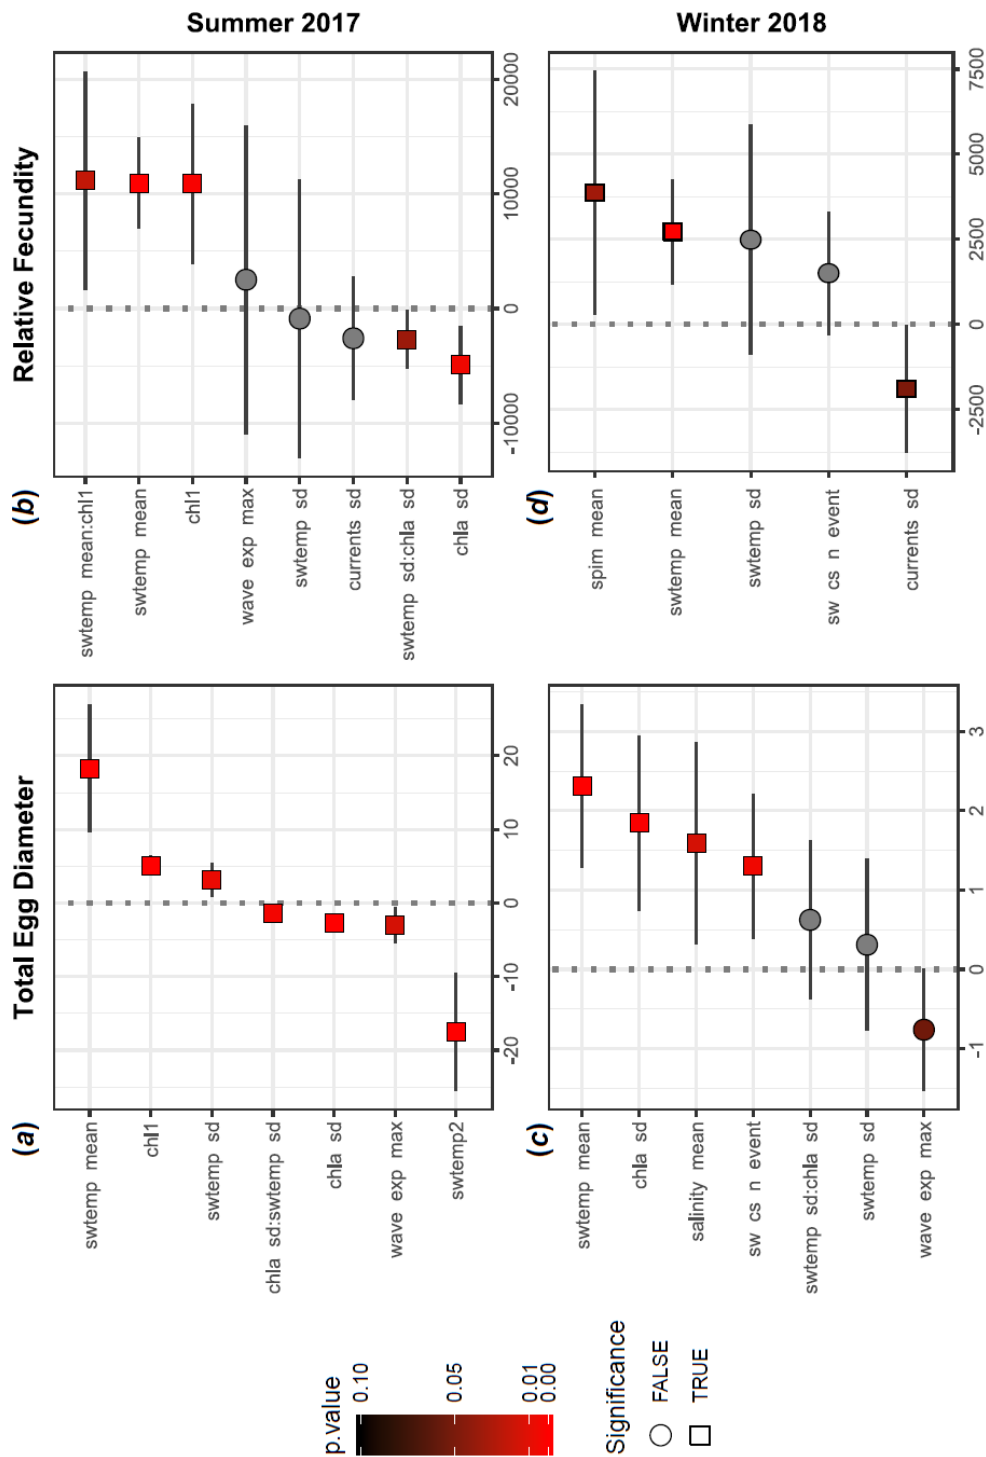 Total Egg Diameter
Relative Fecundity
Summer 2017
Winter 2018
(a)
swtemp mean
chl1
swtemp sd
chla sd:swtemp sd
chla sd
wave exp max
swtemp2
-20
-10
0
10
20
(b)
swtemp mean:chl1
swtemp mean
chl1
wave exp max
swtemp sd
currents sd
swtemp sd:chla sd
chla sd
-10000
0
10000
20000
(c)
swtemp mean
chla sd
salinity mean
sw cs n event
swtemp sd:chla sd
swtemp sd
wave exp max
-1
0
1
2
3
(d)
spim mean
swtemp mean
swtemp sd
sw cs n event
currents sd
-2500
0
2500
5000
7500
p.value
0.10
0.05
0.01
0.00
Significance
FALSE
TRUE